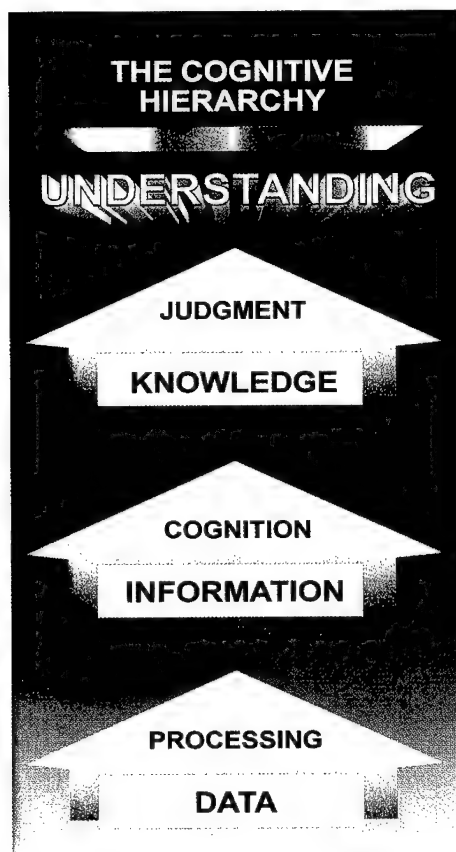 THE COGNITIVE
HIERARCHY
UNDERSTANDING
JUDGMENT
KNOWLEDGE
COGNITION
INFORMATION
PROCESSING
DATA